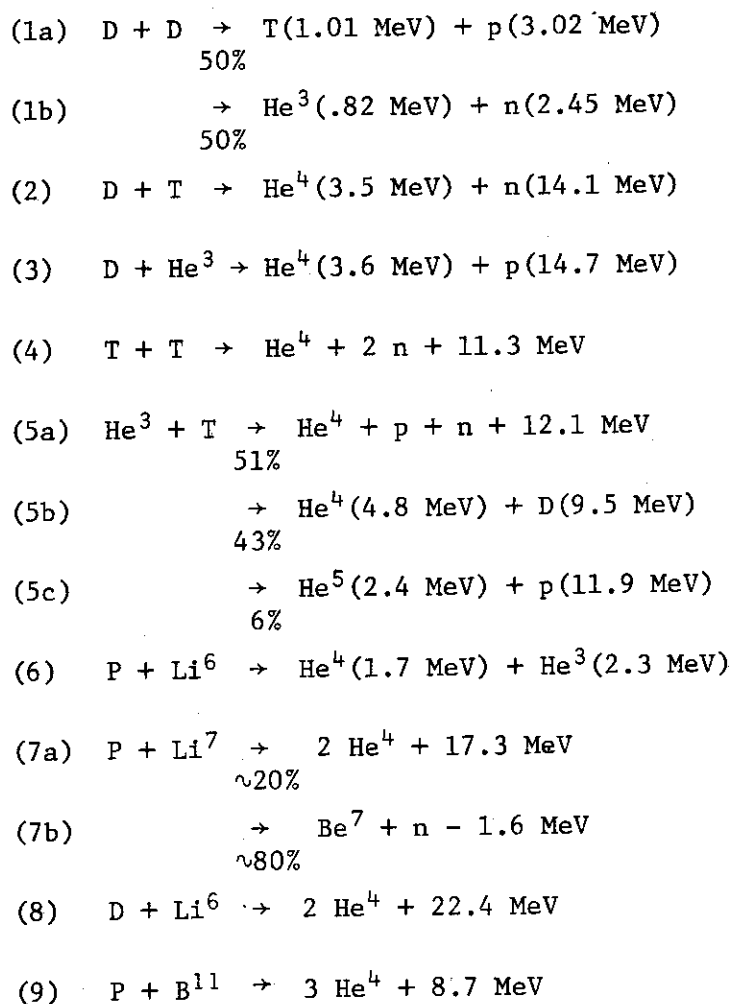 (1a) D + D → T(1.01 MeV) + p(3.02 MeV)
50%
(1b) → He³(.82 MeV) + n(2.45 MeV)
50%
(2) D + T → He⁴(3.5 MeV) + n(14.1 MeV)
(3) D + He³ → He⁴(3.6 MeV) + p(14.7 MeV)
(4) T + T → He⁴ + 2 n + 11.3 MeV
(5a) He³ + T → He⁴ + p + n + 12.1 MeV
51%
(5b) → He⁴(4.8 MeV) + D(9.5 MeV)
43%
(5c) → He⁵(2.4 MeV) + p(11.9 MeV)
6%
(6) P + Li⁶ → He⁴(1.7 MeV) + He³(2.3 MeV)
(7a) P + Li⁷ → 2 He⁴ + 17.3 MeV
~20%
(7b) → Be⁷ + n - 1.6 MeV
~80%
(8) D + Li⁶ → 2 He⁴ + 22.4 MeV
(9) P + B¹¹ → 3 He⁴ + 8.7 MeV